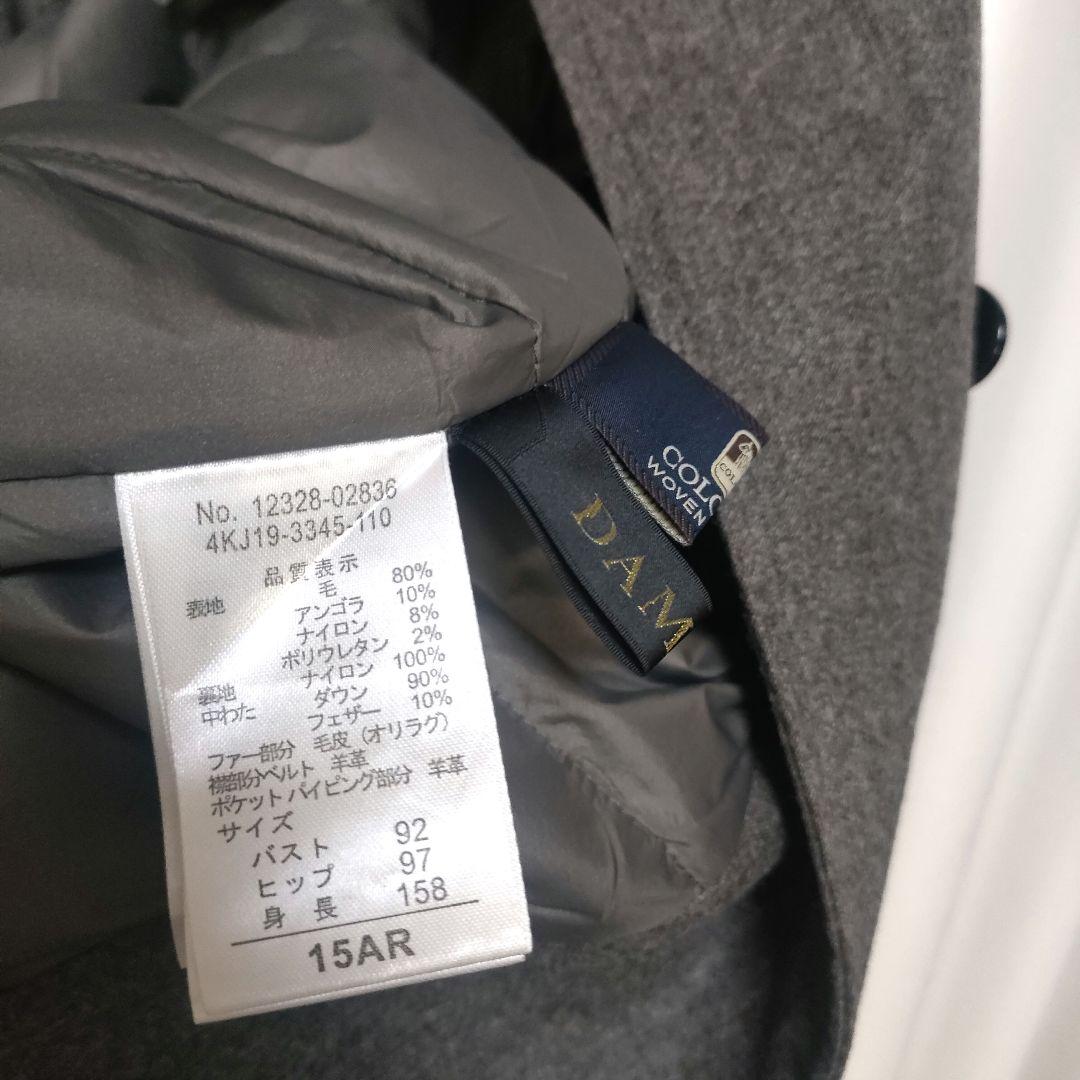 No. 12328-02836
4KJ19-3345-110
品質表示
表地 毛 80%
アンゴラ 10%
ナイロン 8%
ポリウレタン 2%
裏地 ナイロン 100%
中わた ダウン 90%
フェザー 10%
ファー部分 毛皮(オリラグ)
襟部分ベルト 羊革
ポケットパイピング部分 羊革
サイズ
バスト 92
ヒップ 97
身長 158
15AR
COLO
WOVEN
DAM